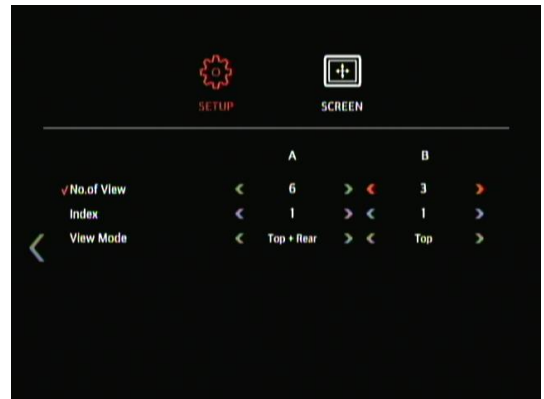 SETUP SCREEN
A B
√ No.of View < 6 > < 3 >
Index < 1 > < 1 >
View Mode < Top + Rear > < Top >